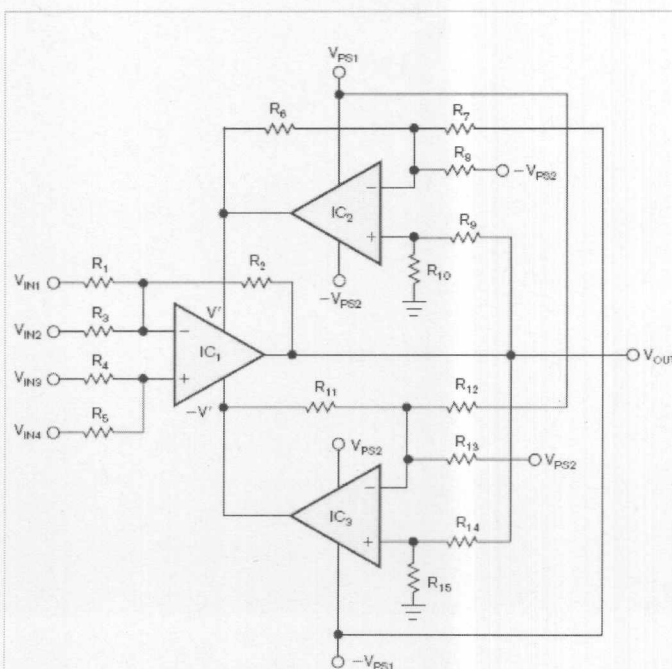 V_PS1
R_6
R_7
R_8
−V_PS2
−
IC_2
+
R_9
R_10
−V_PS2
V_IN1
R_1
R_2
V_IN2
R_3
V'
−
IC_1
V_OUT
V_IN3
R_4
+
−V'
R_11
R_12
V_IN4
R_5
V_PS2
R_13
V_PS2
−
IC_3
+
R_14
R_15
−V_PS1